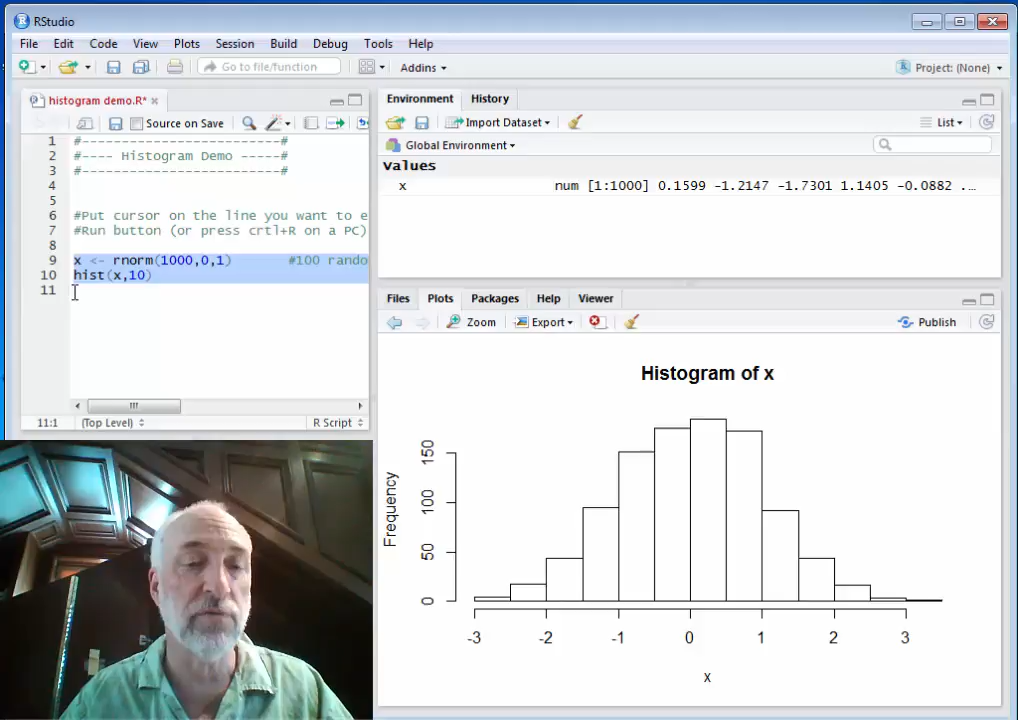 RStudio
File Edit Code View Plots Session Build Debug Tools Help
Go to file/function Addins Project: (None)
histogram demo.R*
Source on Save
1 #-----------------------#
2 #---- Histogram Demo -----#
3 #-----------------------#
4
5
6 #Put cursor on the line you want to e
7 #Run button (or press crtl+R on a PC)
8
9 x <- rnorm(1000,0,1) #100 rando
10 hist(x,10)
11
11:1 (Top Level) R Script
Environment History
Import Dataset List
Global Environment
Values
x num [1:1000] 0.1599 -1.2147 -1.7301 1.1405 -0.0882 ...
Files Plots Packages Help Viewer
Zoom Export Publish
Histogram of x
Frequency
150
100
50
0
-3 -2 -1 0 1 2 3
x